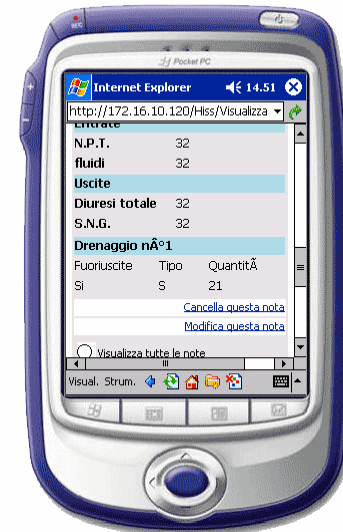 REC
Pocket PC
Internet Explorer 14.51
http://172.16.10.120/Hiss/Visualizza
Entrate
N.P.T. 32
fluidi 32
Uscite
Diuresi totale 32
S.N.G. 32
Drenaggio nÂ°1
Fuoriuscite Tipo QuantitÃ
Si S 21
Cancella questa nota
Modifica questa nota
Visualizza tutte le note
Visual. Strum.